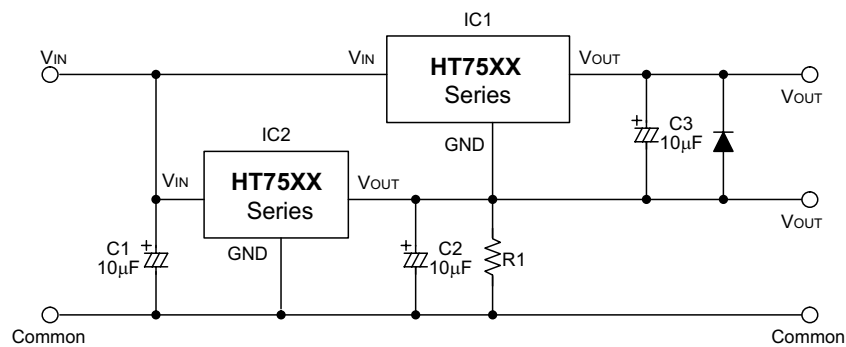 IC1
VIN
VIN
HT75XX
Series
VOUT
VOUT
GND
C3
10µF
IC2
VIN
HT75XX
Series
VOUT
VOUT
GND
C1
10µF
C2
10µF
R1
Common
Common
+
+
+